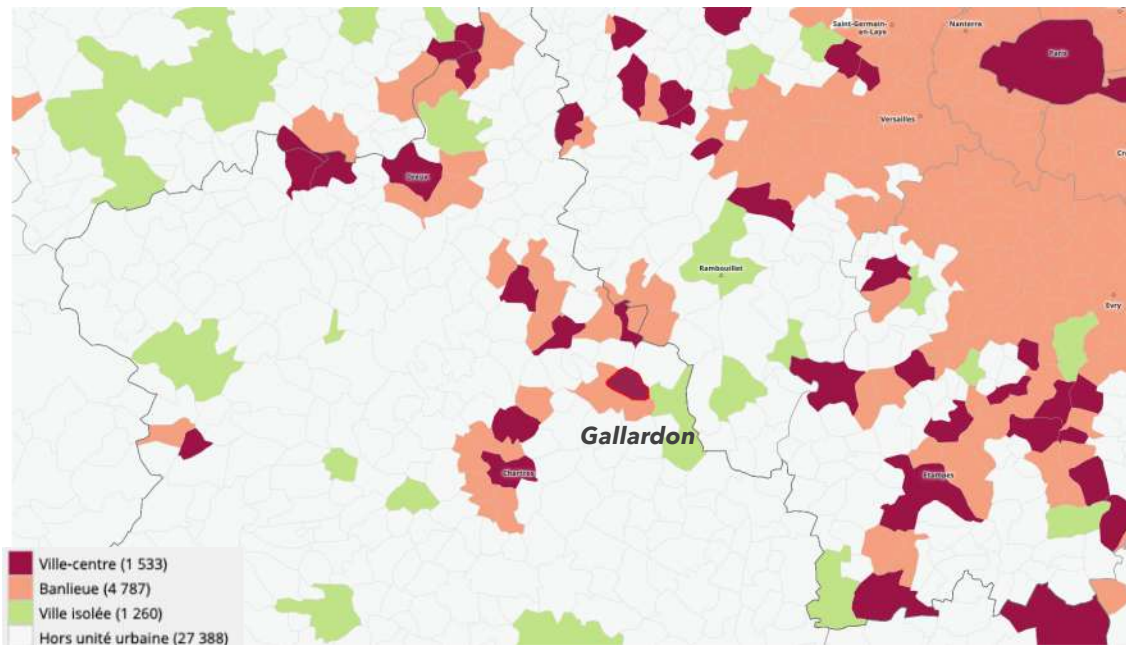 Saint-Germain-
en-Laye
Nanterre
Paris
Versailles
Dreux
Rambouillet
Evry
Gallardon
Chartres
Etampes
Ville-centre (1 533)
Banlieue (4 787)
Ville isolée (1 260)
Hors unité urbaine (27 388)